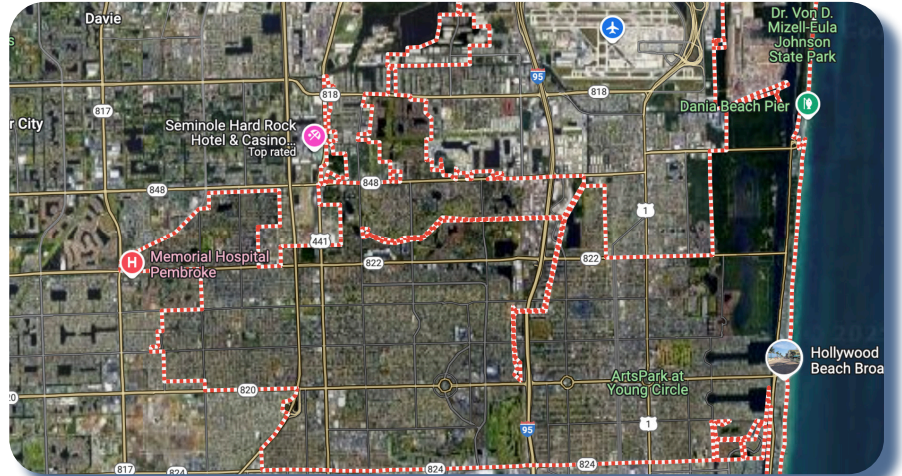 Davie
Dr. Von D.
Mizell-Eula
Johnson
State Park
95
818
818
Dania Beach Pier
817
r City
Seminole Hard Rock
Hotel & Casino...
Top rated
848
848
1
441
Memorial Hospital
Pembroke
822
822
Hollywood
Beach Broa
ArtsPark at
Young Circle
820
20
1
95
817
824
824
824
H
s